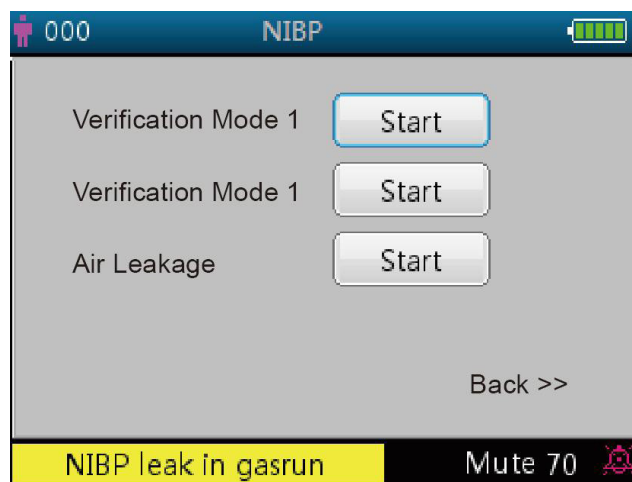 000 NIBP
Verification Mode 1 Start
Verification Mode 1 Start
Air Leakage Start
Back >>
NIBP leak in gasrun Mute 70